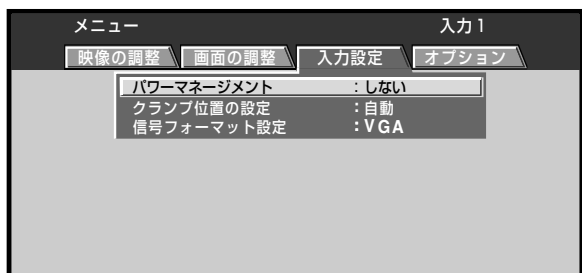 メニュー 入力1
映像の調整 画面の調整 入力設定 オプション
パワーマネージメント :しない
クランプ位置の設定 :自動
信号フォーマット設定 :VGA